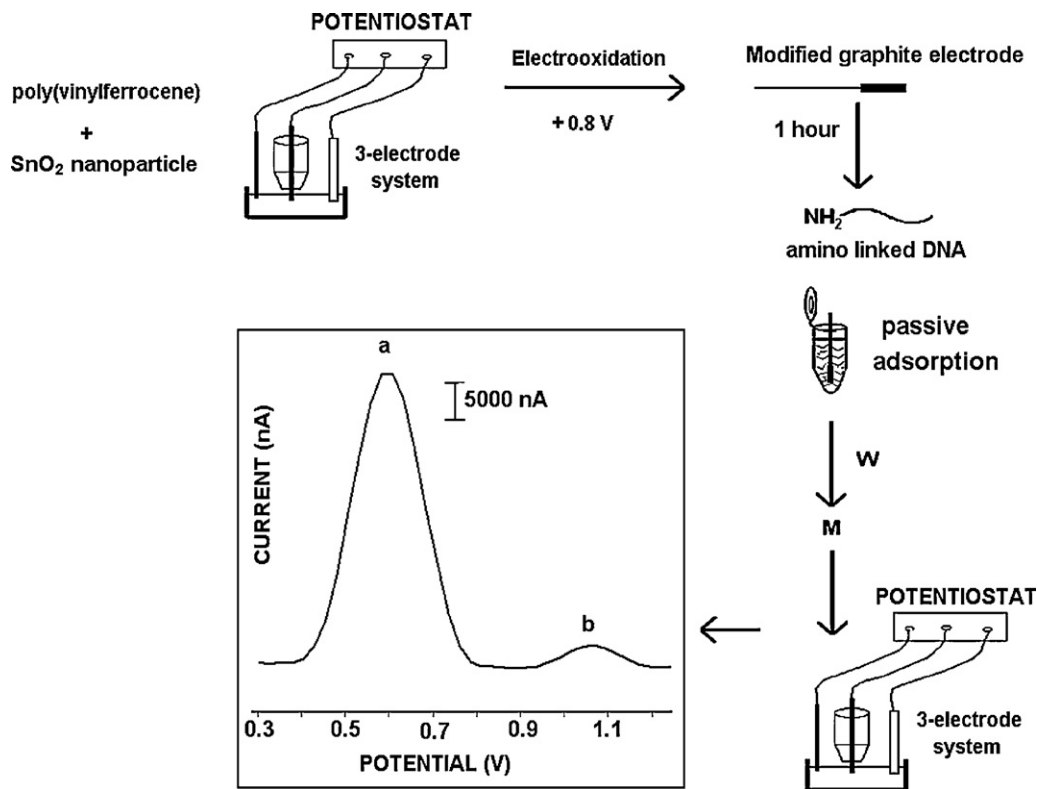 POTENTIOSTAT
poly(vinylferrocene)
+
SnO₂ nanoparticle
3-electrode
system
Electrooxidation
+ 0.8 V
Modified graphite electrode
1 hour
NH₂
amino linked DNA
passive
adsorption
W
M
POTENTIOSTAT
3-electrode
system
a
5000 nA
b
CURRENT (nA)
0.3 0.5 0.7 0.9 1.1
POTENTIAL (V)